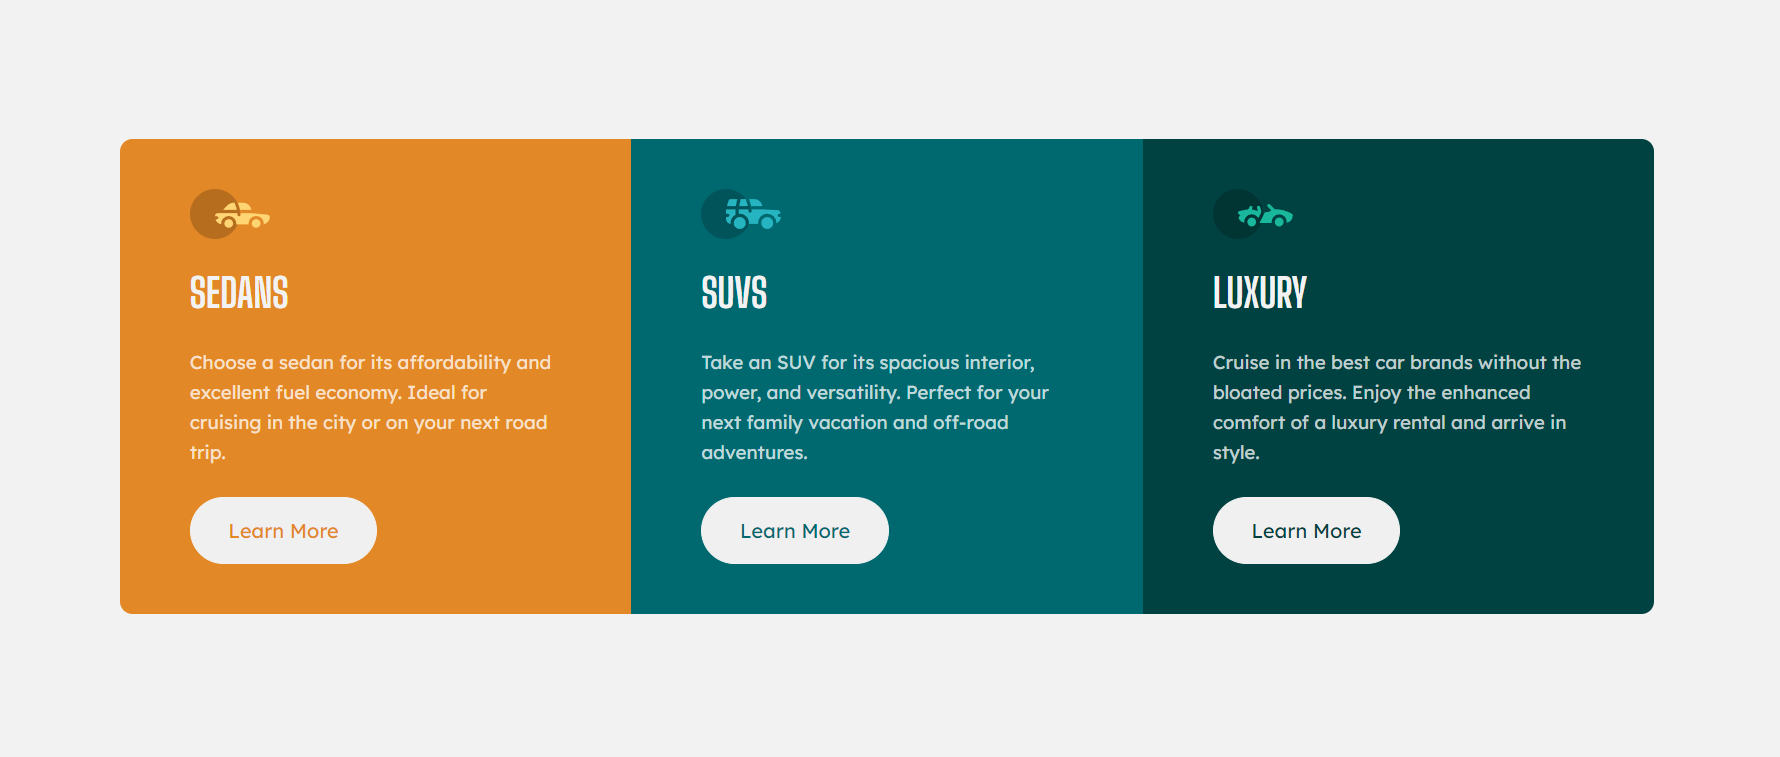 SEDANS
Choose a sedan for its affordability and
excellent fuel economy. Ideal for
cruising in the city or on your next road
trip.
Learn More
SUVS
Take an SUV for its spacious interior,
power, and versatility. Perfect for your
next family vacation and off-road
adventures.
Learn More
LUXURY
Cruise in the best car brands without the
bloated prices. Enjoy the enhanced
comfort of a luxury rental and arrive in
style.
Learn More